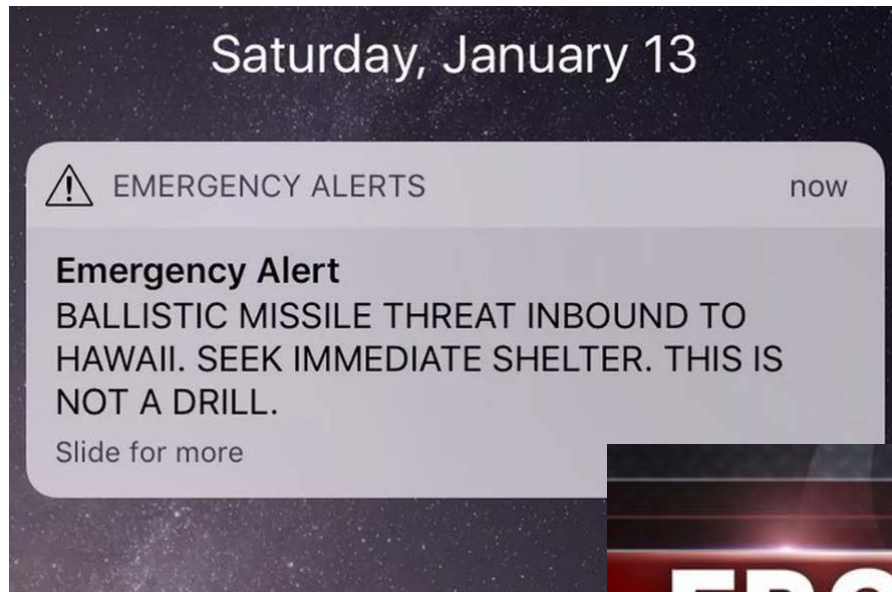 Saturday, January 13
EMERGENCY ALERTS now
Emergency Alert
BALLISTIC MISSILE THREAT INBOUND TO
HAWAII. SEEK IMMEDIATE SHELTER. THIS IS
NOT A DRILL.
Slide for more